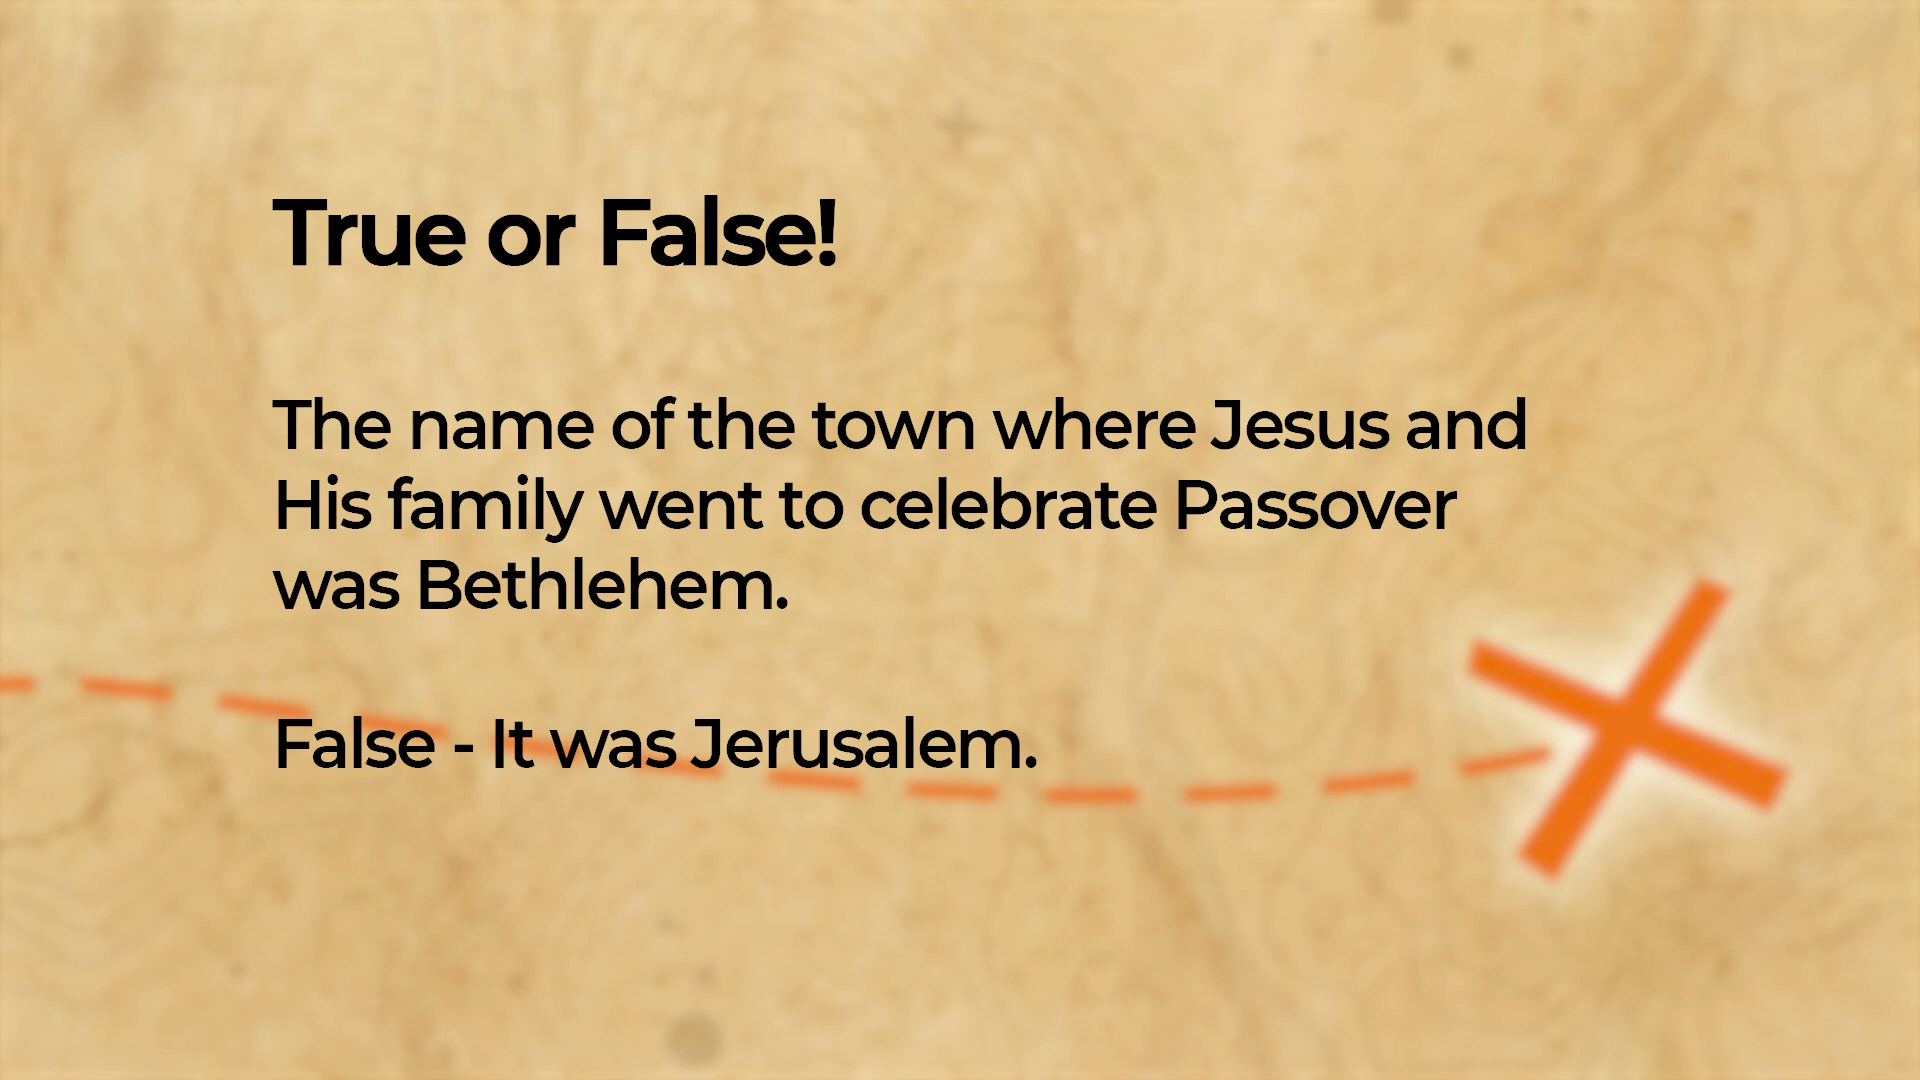 True or False!
The name of the town where Jesus and
His family went to celebrate Passover
was Bethlehem.
False - It was Jerusalem.